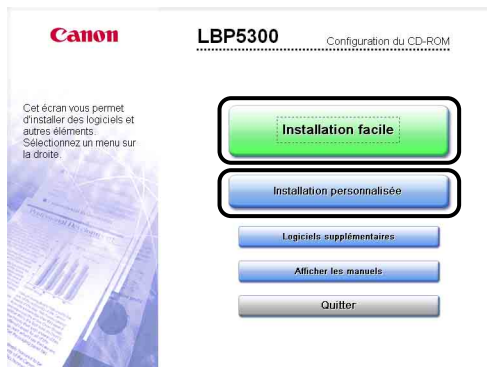 Canon
LBP5300
Configuration du CD-ROM
Cet écran vous permet
d'installer des logiciels et
autres éléments.
Sélectionnez un menu sur
la droite.
Installation facile
Installation personnalisée
Logiciels supplémentaires
Afficher les manuels
Quitter